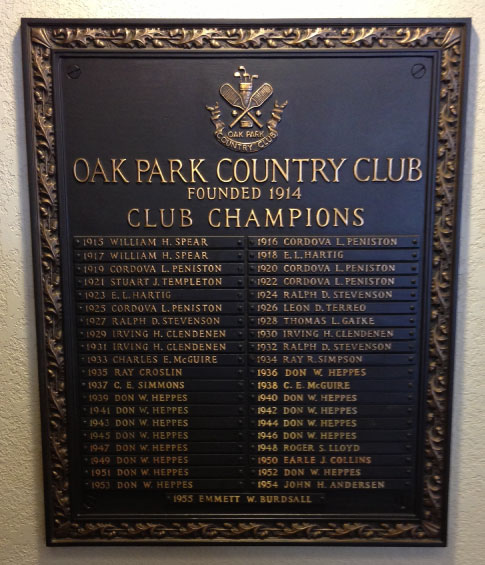 OAK PARK
COUNTRY CLUB
OAK PARK COUNTRY CLUB
FOUNDED 1914
CLUB CHAMPIONS
1915 WILLIAM H. SPEAR 1916 CORDOVA L. PENISTON
1917 WILLIAM H. SPEAR 1918 E. L. HARTIG
1919 CORDOVA L. PENISTON 1920 CORDOVA L. PENISTON
1921 STUART J. TEMPLETON 1922 CORDOVA L. PENISTON
1923 E. L. HARTIG 1924 RALPH D. STEVENSON
1925 CORDOVA L. PENISTON 1926 LEON D. TERREO
1927 RALPH D. STEVENSON 1928 THOMAS L. GATKE
1929 IRVING H. CLENDENEN 1930 IRVING H. CLENDENEN
1931 IRVING H. CLENDENEN 1932 RALPH D. STEVENSON
1933 CHARLES E. McGUIRE 1934 RAY R. SIMPSON
1935 RAY CROSLIN 1936 DON W. HEPPES
1937 C. E. SIMMONS 1938 C. E. McGUIRE
1939 DON W. HEPPES 1940 DON W. HEPPES
1941 DON W. HEPPES 1942 DON W. HEPPES
1943 DON W. HEPPES 1944 DON W. HEPPES
1945 DON W. HEPPES 1946 DON W. HEPPES
1947 DON W. HEPPES 1948 ROGER S. LLOYD
1949 DON W. HEPPES 1950 EARLE J. COLLINS
1951 DON W. HEPPES 1952 DON W. HEPPES
1953 DON W. HEPPES 1954 JOHN H. ANDERSEN
1955 EMMETT W. BURDSALL